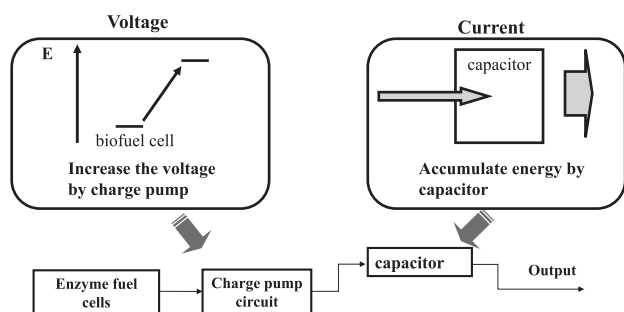 Voltage
E
biofuel cell
Increase the voltage
by charge pump
Current
capacitor
Accumulate energy by
capacitor
Enzyme fuel
cells
Charge pump
circuit
capacitor
Output